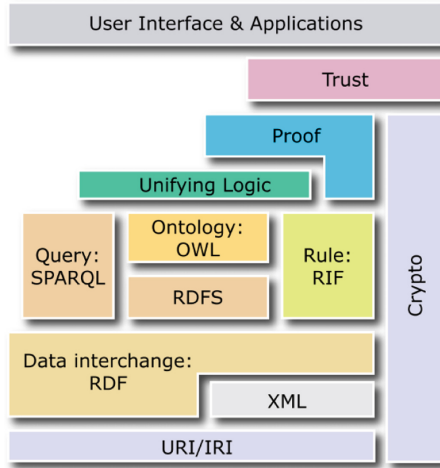 User Interface & Applications
Trust
Proof
Unifying Logic
Query:
SPARQL
Ontology:
OWL
RDFS
Rule:
RIF
Crypto
Data interchange:
RDF
XML
URI/IRI